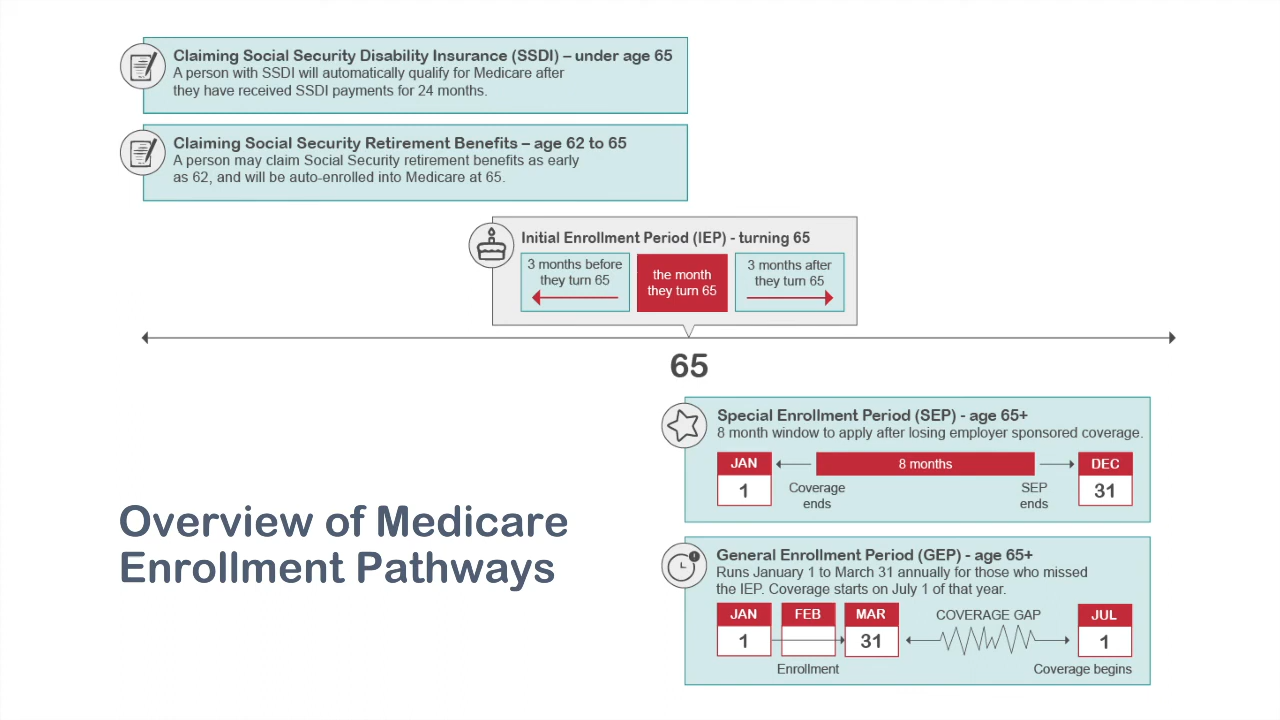 Claiming Social Security Disability Insurance (SSDI) – under age 65
A person with SSDI will automatically qualify for Medicare after
they have received SSDI payments for 24 months.
Claiming Social Security Retirement Benefits – age 62 to 65
A person may claim Social Security retirement benefits as early
as 62, and will be auto-enrolled into Medicare at 65.
Initial Enrollment Period (IEP) - turning 65
3 months before
they turn 65
the month
they turn 65
3 months after
they turn 65
65
Special Enrollment Period (SEP) - age 65+
8 month window to apply after losing employer sponsored coverage.
JAN
1
8 months
DEC
31
Coverage
ends
SEP
ends
Overview of Medicare
Enrollment Pathways
General Enrollment Period (GEP) - age 65+
Runs January 1 to March 31 annually for those who missed
the IEP. Coverage starts on July 1 of that year.
JAN
1
FEB
MAR
31
COVERAGE GAP
JUL
1
Enrollment
Coverage begins